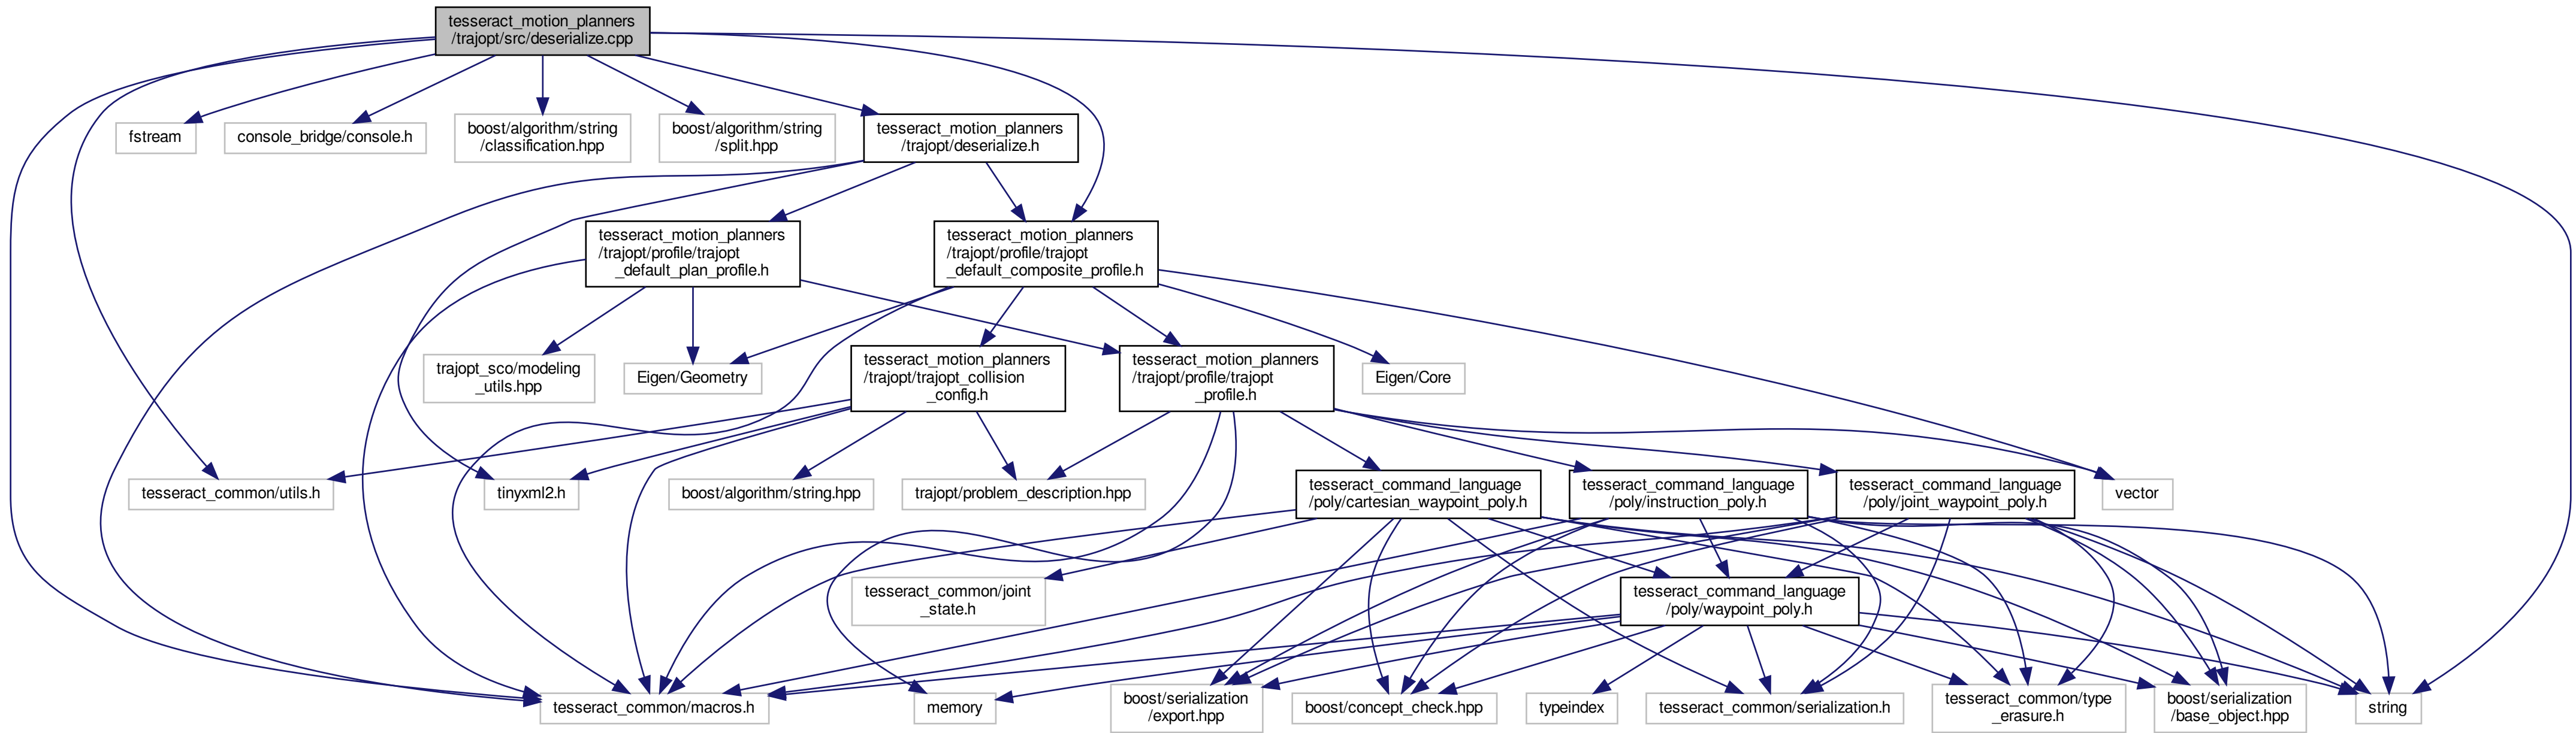 tesseract_motion_planners
/trajopt/src/deserialize.cpp
fstream
console_bridge/console.h
boost/algorithm/string
/classification.hpp
boost/algorithm/string
/split.hpp
tesseract_motion_planners
/trajopt/deserialize.h
tesseract_motion_planners
/trajopt/profile/trajopt
_default_plan_profile.h
tesseract_motion_planners
/trajopt/profile/trajopt
_default_composite_profile.h
trajopt_sco/modeling
_utils.hpp
Eigen/Geometry
tesseract_motion_planners
/trajopt/trajopt_collision
_config.h
tesseract_motion_planners
/trajopt/profile/trajopt
_profile.h
Eigen/Core
tesseract_common/utils.h
tinyxml2.h
boost/algorithm/string.hpp
trajopt/problem_description.hpp
tesseract_command_language
/poly/cartesian_waypoint_poly.h
tesseract_command_language
/poly/instruction_poly.h
tesseract_command_language
/poly/joint_waypoint_poly.h
vector
tesseract_common/joint
_state.h
tesseract_command_language
/poly/waypoint_poly.h
tesseract_common/macros.h
memory
boost/serialization
/export.hpp
boost/concept_check.hpp
typeindex
tesseract_common/serialization.h
tesseract_common/type
_erasure.h
boost/serialization
/base_object.hpp
string